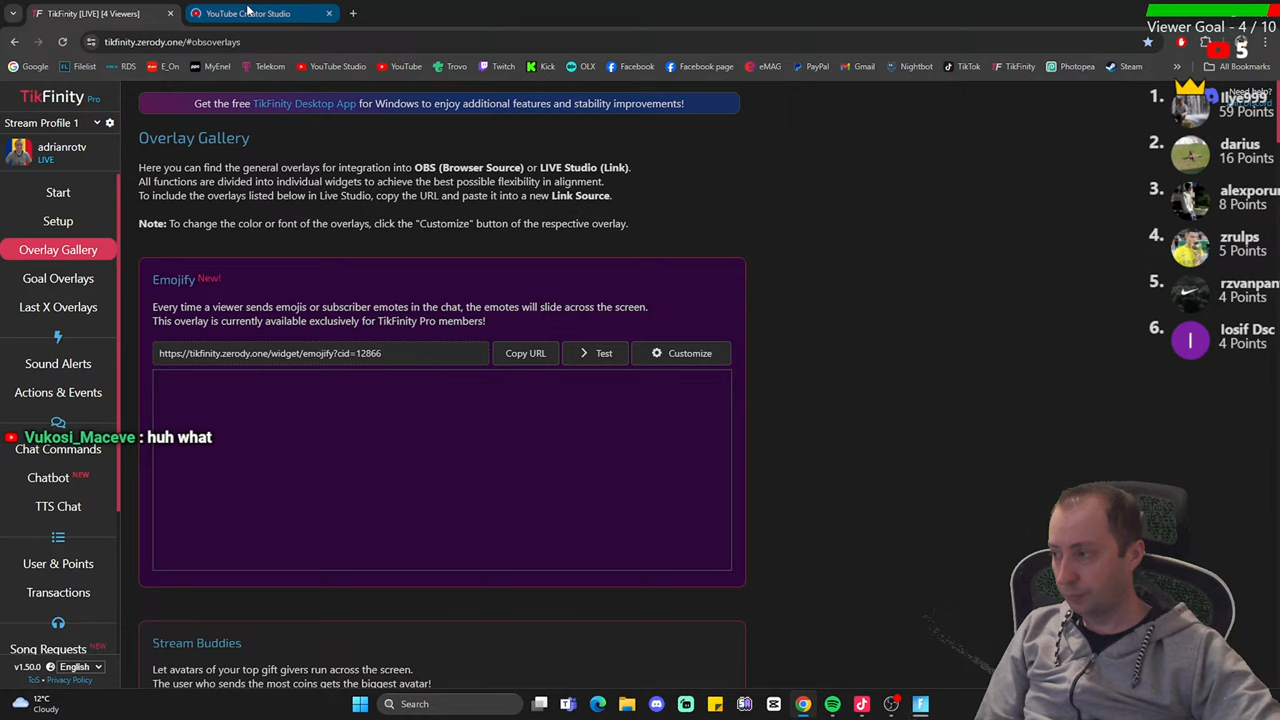 TikFinity [LIVE] [4 Viewers]
YouTube Creator Studio
tikfinity.zerody.one/#obsoverlays
Viewer Goal - 4 / 10
5
Google
Filelist
RDS
E_On
MyEnel
Telekom
YouTube Studio
YouTube
Trovo
Twitch
Kick
OLX
Facebook
Facebook page
eMAG
PayPal
Gmail
Nightbot
TikTok
TikFinity
Photopea
Steam
All Bookmarks
TikFinity Pro
Stream Profile 1
adrianrotv
LIVE
Start
Setup
Overlay Gallery
Goal Overlays
Last X Overlays
Sound Alerts
Actions & Events
Chat Commands
Chatbot NEW
TTS Chat
User & Points
Transactions
Song Requests NEW
v1.50.0
English
ToS • Privacy Policy
Get the free TikFinity Desktop App for Windows to enjoy additional features and stability improvements!
Overlay Gallery
Here you can find the general overlays for integration into OBS (Browser Source) or LIVE Studio (Link).
All functions are divided into individual widgets to achieve the best possible flexibility in alignment.
To include the overlays listed below in Live Studio, copy the URL and paste it into a new Link Source.
Note: To change the color or font of the overlays, click the "Customize" button of the respective overlay.
Emojify New!
Every time a viewer sends emojis or subscriber emotes in the chat, the emotes will slide across the screen.
This overlay is currently available exclusively for TikFinity Pro members!
https://tikfinity.zerody.one/widget/emojify?cid=12866
Copy URL
Test
Customize
Vukosi_Maceve : huh what
Stream Buddies
Let avatars of your top gift givers run across the screen.
The user who sends the most coins gets the biggest avatar!
1.
Ilye999
Need help?
59 Points
2.
darius
16 Points
3.
alexporun
8 Points
4.
zrulps
5 Points
5.
rzvanpant
4 Points
6.
Iosif Dsc
4 Points
12°C
Cloudy
Search